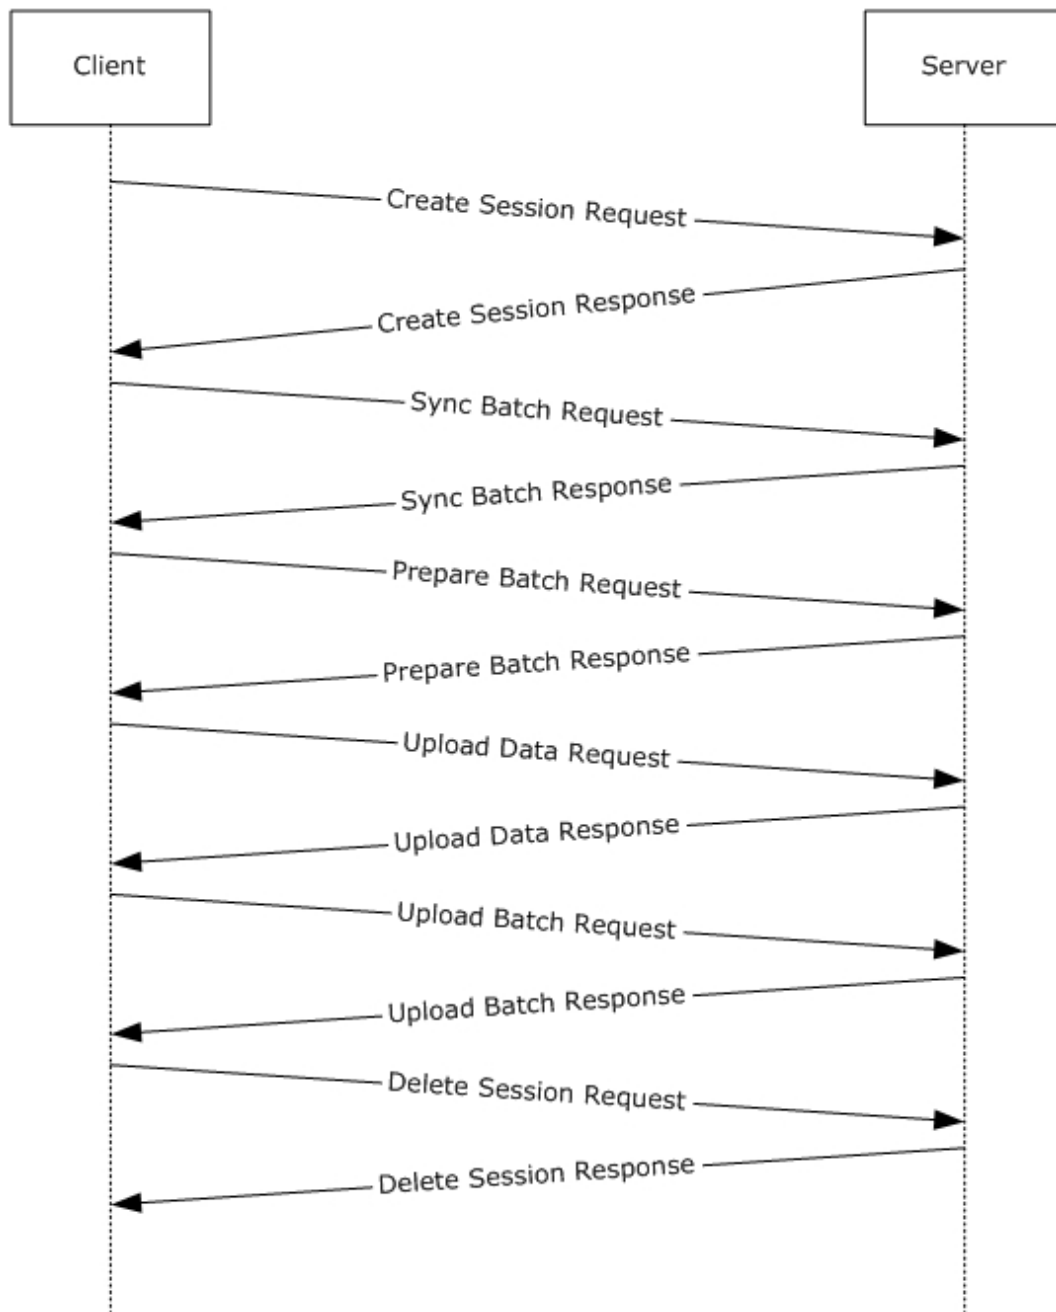 Client
Server
Create Session Request
Create Session Response
Sync Batch Request
Sync Batch Response
Prepare Batch Request
Prepare Batch Response
Upload Data Request
Upload Data Response
Upload Batch Request
Upload Batch Response
Delete Session Request
Delete Session Response